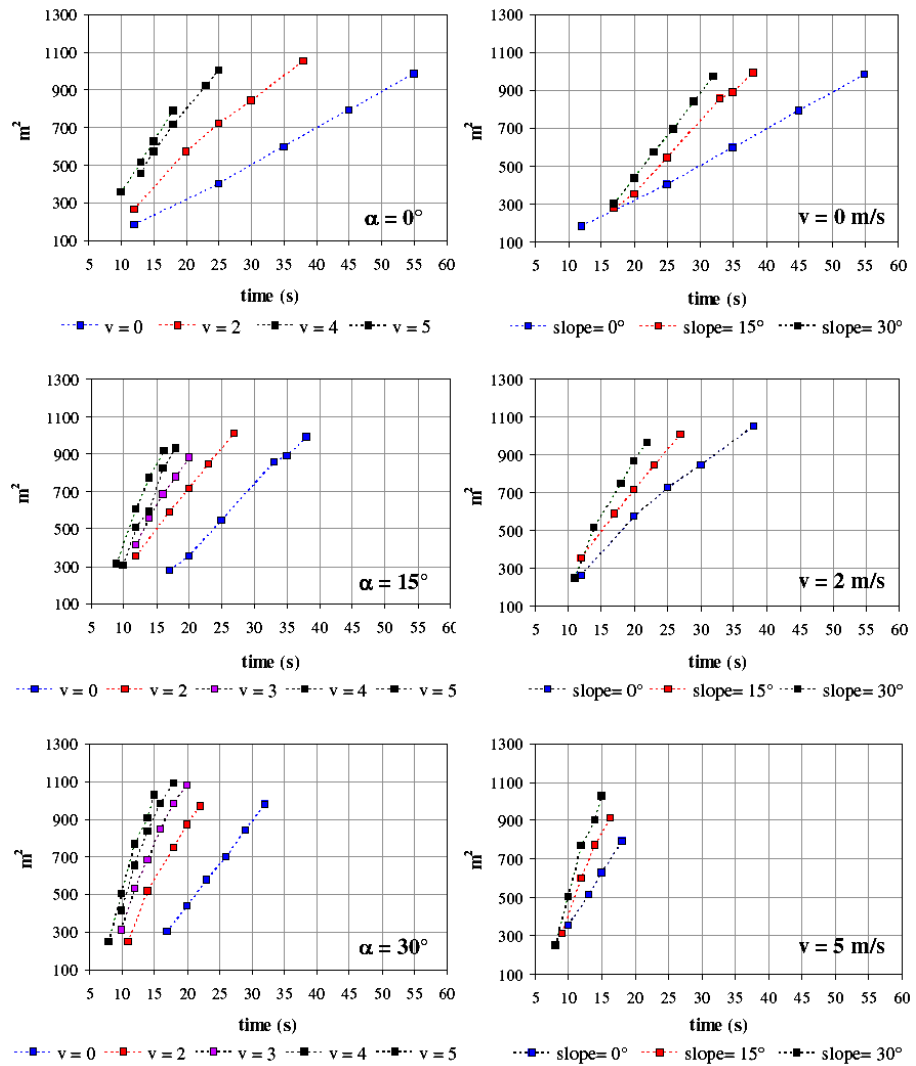 1300
1100
900
700
500
300
100
m²
α = 0°
5 10 15 20 25 30 35 40 45 50 55 60
time (s)
v = 0 v = 2 v = 4 v = 5
1300
1100
900
700
500
300
100
m²
v = 0 m/s
5 10 15 20 25 30 35 40 45 50 55 60
time (s)
slope= 0° slope= 15° slope= 30°
1300
1100
900
700
500
300
100
m²
α = 15°
5 10 15 20 25 30 35 40 45 50 55 60
time (s)
v = 0 v = 2 v = 3 v = 4 v = 5
1300
1100
900
700
500
300
100
m²
v = 2 m/s
5 10 15 20 25 30 35 40 45 50 55 60
time (s)
slope= 0° slope= 15° slope= 30°
1300
1100
900
700
500
300
100
m²
α = 30°
5 10 15 20 25 30 35 40 45 50 55 60
time (s)
v = 0 v = 2 v = 3 v = 4 v = 5
1300
1100
900
700
500
300
100
m²
v = 5 m/s
5 10 15 20 25 30 35 40 45 50 55 60
time (s)
slope= 0° slope= 15° slope= 30°